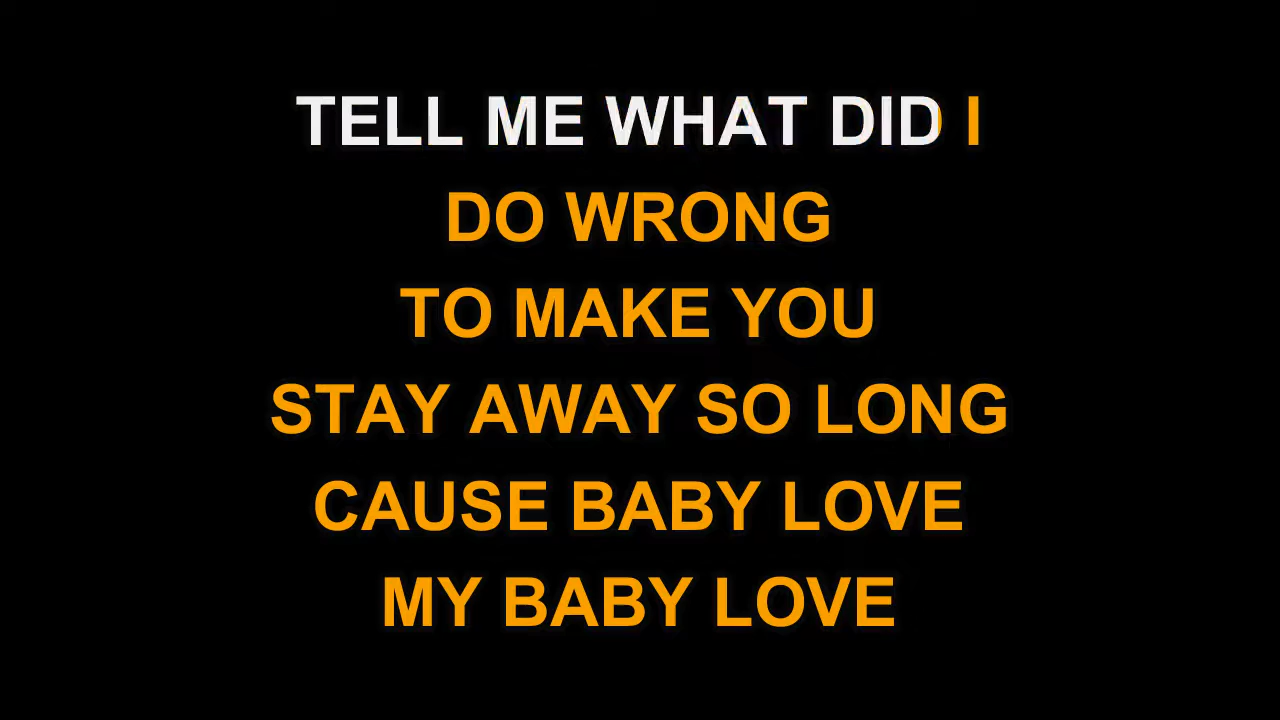 TELL ME WHAT DID I
DO WRONG
TO MAKE YOU
STAY AWAY SO LONG
CAUSE BABY LOVE
MY BABY LOVE